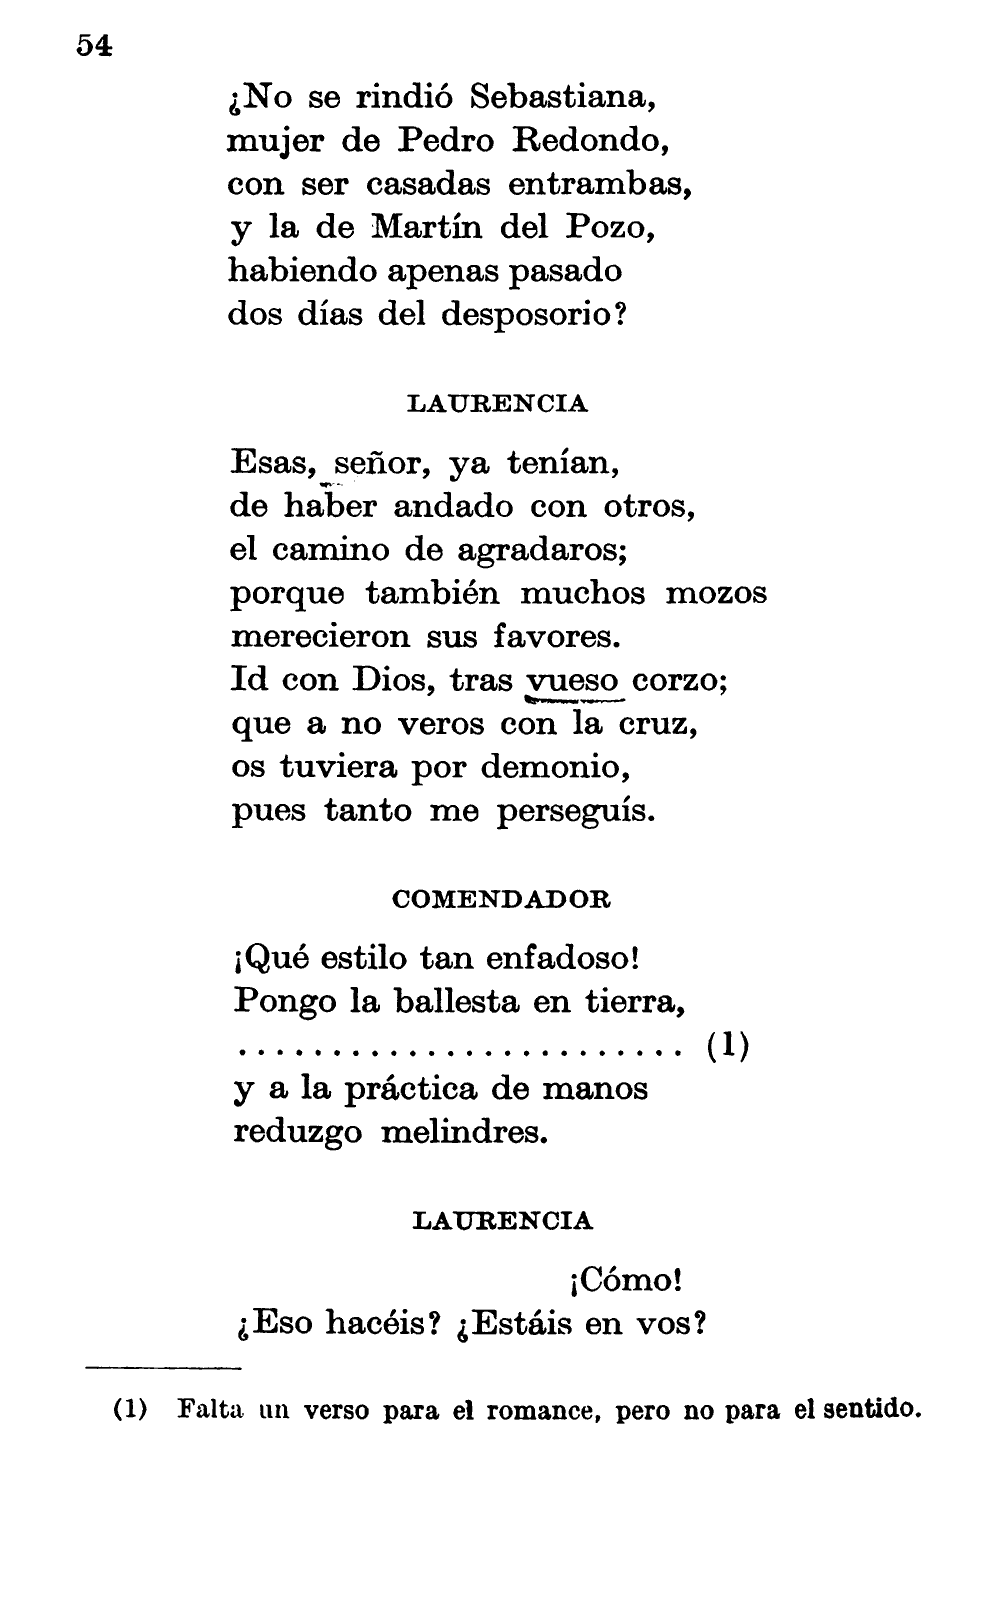 54
¿No se rindió Sebastiana,
mujer de Pedro Redondo,
con ser casadas entrambas,
y la de Martín del Pozo,
habiendo apenas pasado
dos días del desposorio?
LAURENCIA
Esas, señor, ya tenían,
de haber andado con otros,
el camino de agradaros;
porque también muchos mozos
merecieron sus favores.
Id con Dios, tras vueso corzo;
que a no veros con la cruz,
os tuviera por demonio,
pues tanto me perseguís.
COMENDADOR
¡Qué estilo tan enfadoso!
Pongo la ballesta en tierra,
........................ (1)
y a la práctica de manos
reduzgo melindres.
LAURENCIA
¡Cómo!
¿Eso hacéis? ¿Estáis en vos?
(1) Falta un verso para el romance, pero no para el sentido.